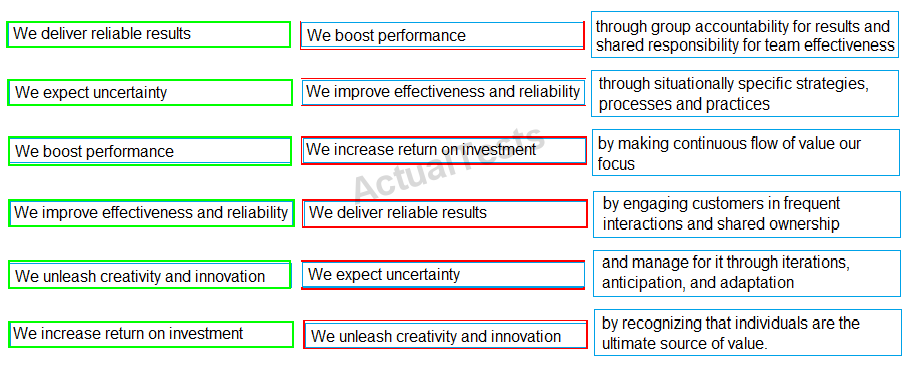 We deliver reliable results
We boost performance
through group accountability for results and
shared responsibility for team effectiveness
We expect uncertainty
We improve effectiveness and reliability
through situationally specific strategies,
processes and practices
We boost performance
We increase return on investment
by making continuous flow of value our
focus
We improve effectiveness and reliability
We deliver reliable results
by engaging customers in frequent
interactions and shared ownership
We unleash creativity and innovation
We expect uncertainty
and manage for it through iterations,
anticipation, and adaptation
We increase return on investment
We unleash creativity and innovation
by recognizing that individuals are the
ultimate source of value.
ActualTests